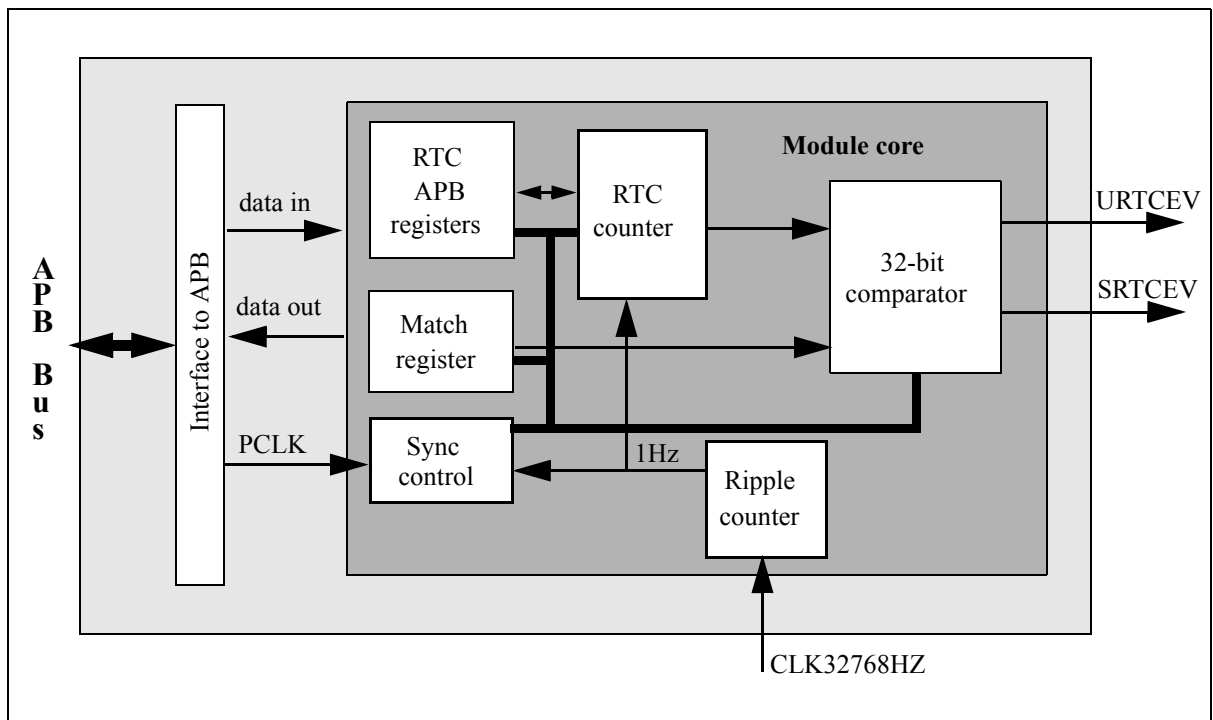 A
P
B
B
u
s
Interface to APB
data in
data out
PCLK
RTC
APB
registers
Match
register
Sync
control
RTC
counter
1Hz
Ripple
counter
Module core
32-bit
comparator
URTCEV
SRTCEV
CLK32768HZ